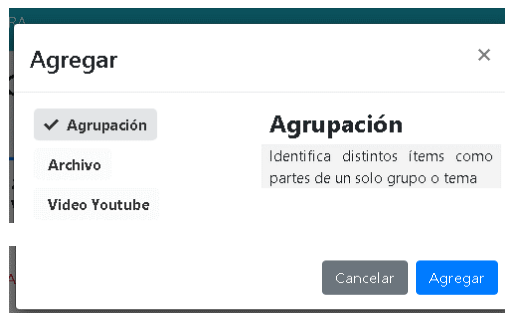 Agregar
×
✓ Agrupación
Archivo
Video Youtube
Agrupación
Identifica distintos ítems como
partes de un solo grupo o tema
Cancelar
Agregar